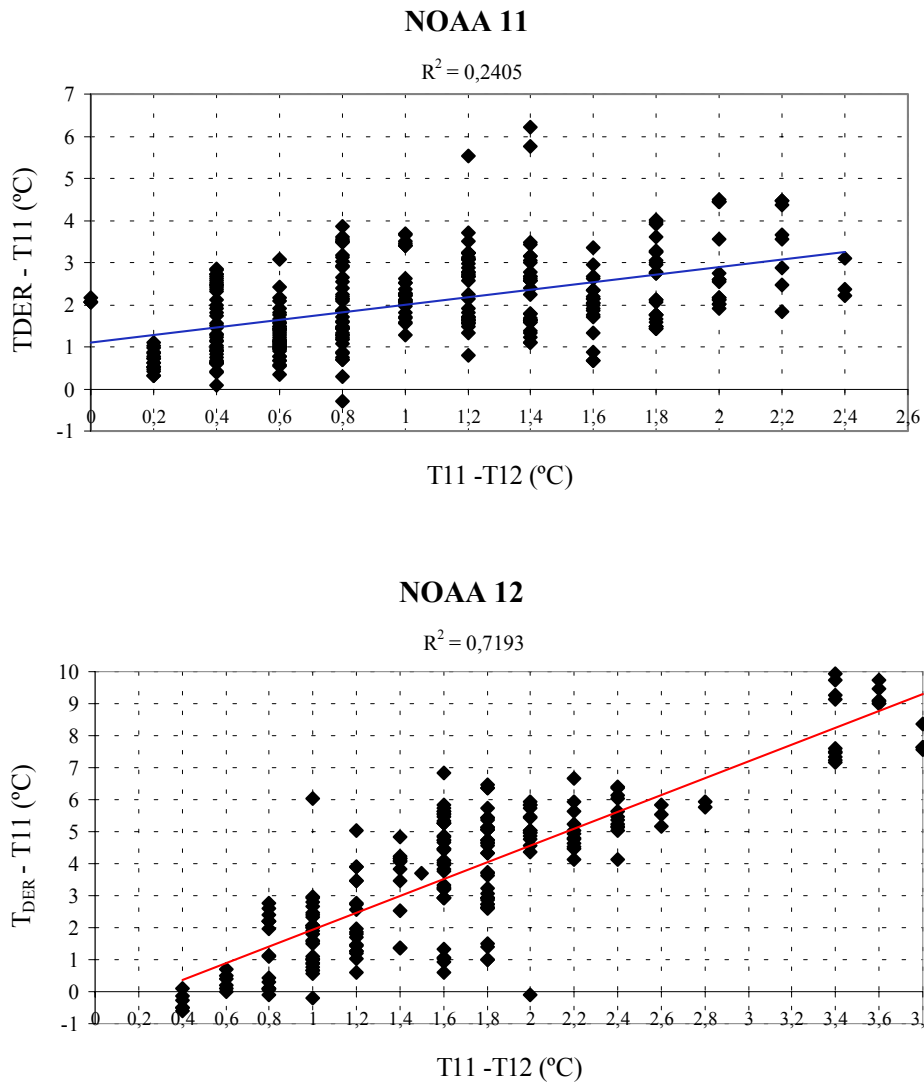 NOAA 11
R² = 0,2405
7
6
5
4
3
2
1
0
-1
0 0,2 0,4 0,6 0,8 1 1,2 1,4 1,6 1,8 2 2,2 2,4 2,6
TDER - T11 (ºC)
T11 -T12 (ºC)
NOAA 12
R² = 0,7193
10
9
8
7
6
5
4
3
2
1
0
-1
0 0,2 0,4 0,6 0,8 1 1,2 1,4 1,6 1,8 2 2,2 2,4 2,6 2,8 3 3,2 3,4 3,6 3,
TDER - T11 (ºC)
T11 -T12 (ºC)